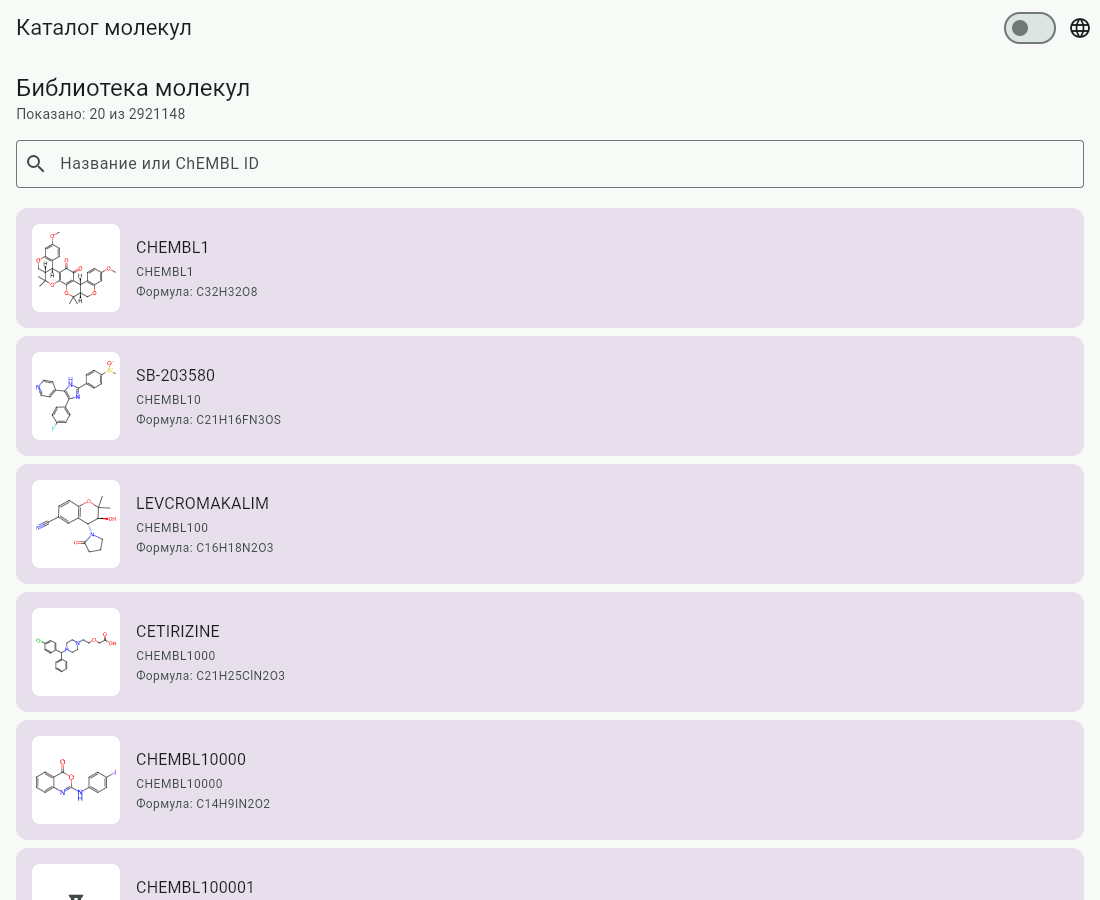 Каталог молекул
Библиотека молекул
Показано: 20 из 2921148
Название или ChEMBL ID
CHEMBL1
CHEMBL1
Формула: C32H32O8
SB-203580
CHEMBL10
Формула: C21H16FN3OS
LEVCROMAKALIM
CHEMBL100
Формула: C16H18N2O3
CETIRIZINE
CHEMBL1000
Формула: C21H25ClN2O3
CHEMBL10000
CHEMBL10000
Формула: C14H9IN2O2
CHEMBL100001